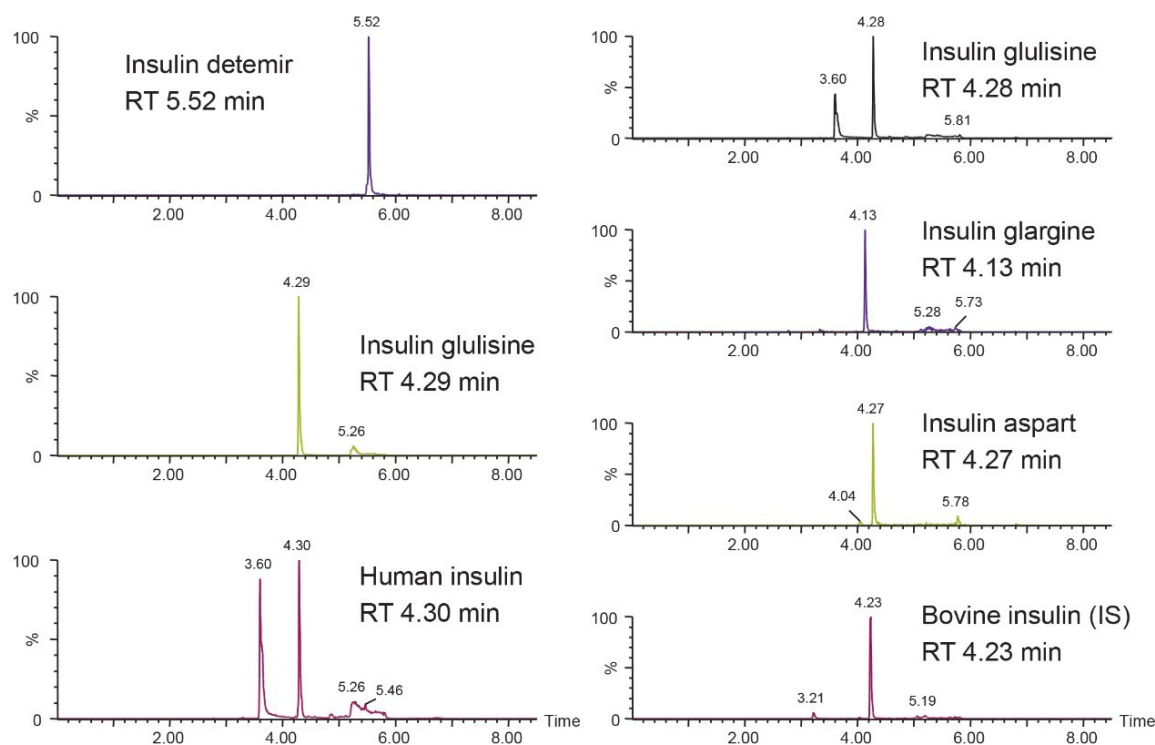 5.52
100
Insulin detemir
RT 5.52 min
%
0
2.00 4.00 6.00 8.00
4.29
100
Insulin glulisine
RT 4.29 min
%
5.26
0
2.00 4.00 6.00 8.00
4.30
100
3.60
Human insulin
RT 4.30 min
%
5.26 5.46
0
Time
2.00 4.00 6.00 8.00
4.28
100
Insulin glulisine
RT 4.28 min
3.60
%
5.81
0
2.00 4.00 6.00 8.00
4.13
100
Insulin glargine
RT 4.13 min
%
5.28 5.73
0
2.00 4.00 6.00 8.00
4.27
100
Insulin aspart
RT 4.27 min
%
4.04 5.78
0
2.00 4.00 6.00 8.00
4.23
100
Bovine insulin (IS)
RT 4.23 min
%
3.21 5.19
0
Time
2.00 4.00 6.00 8.00